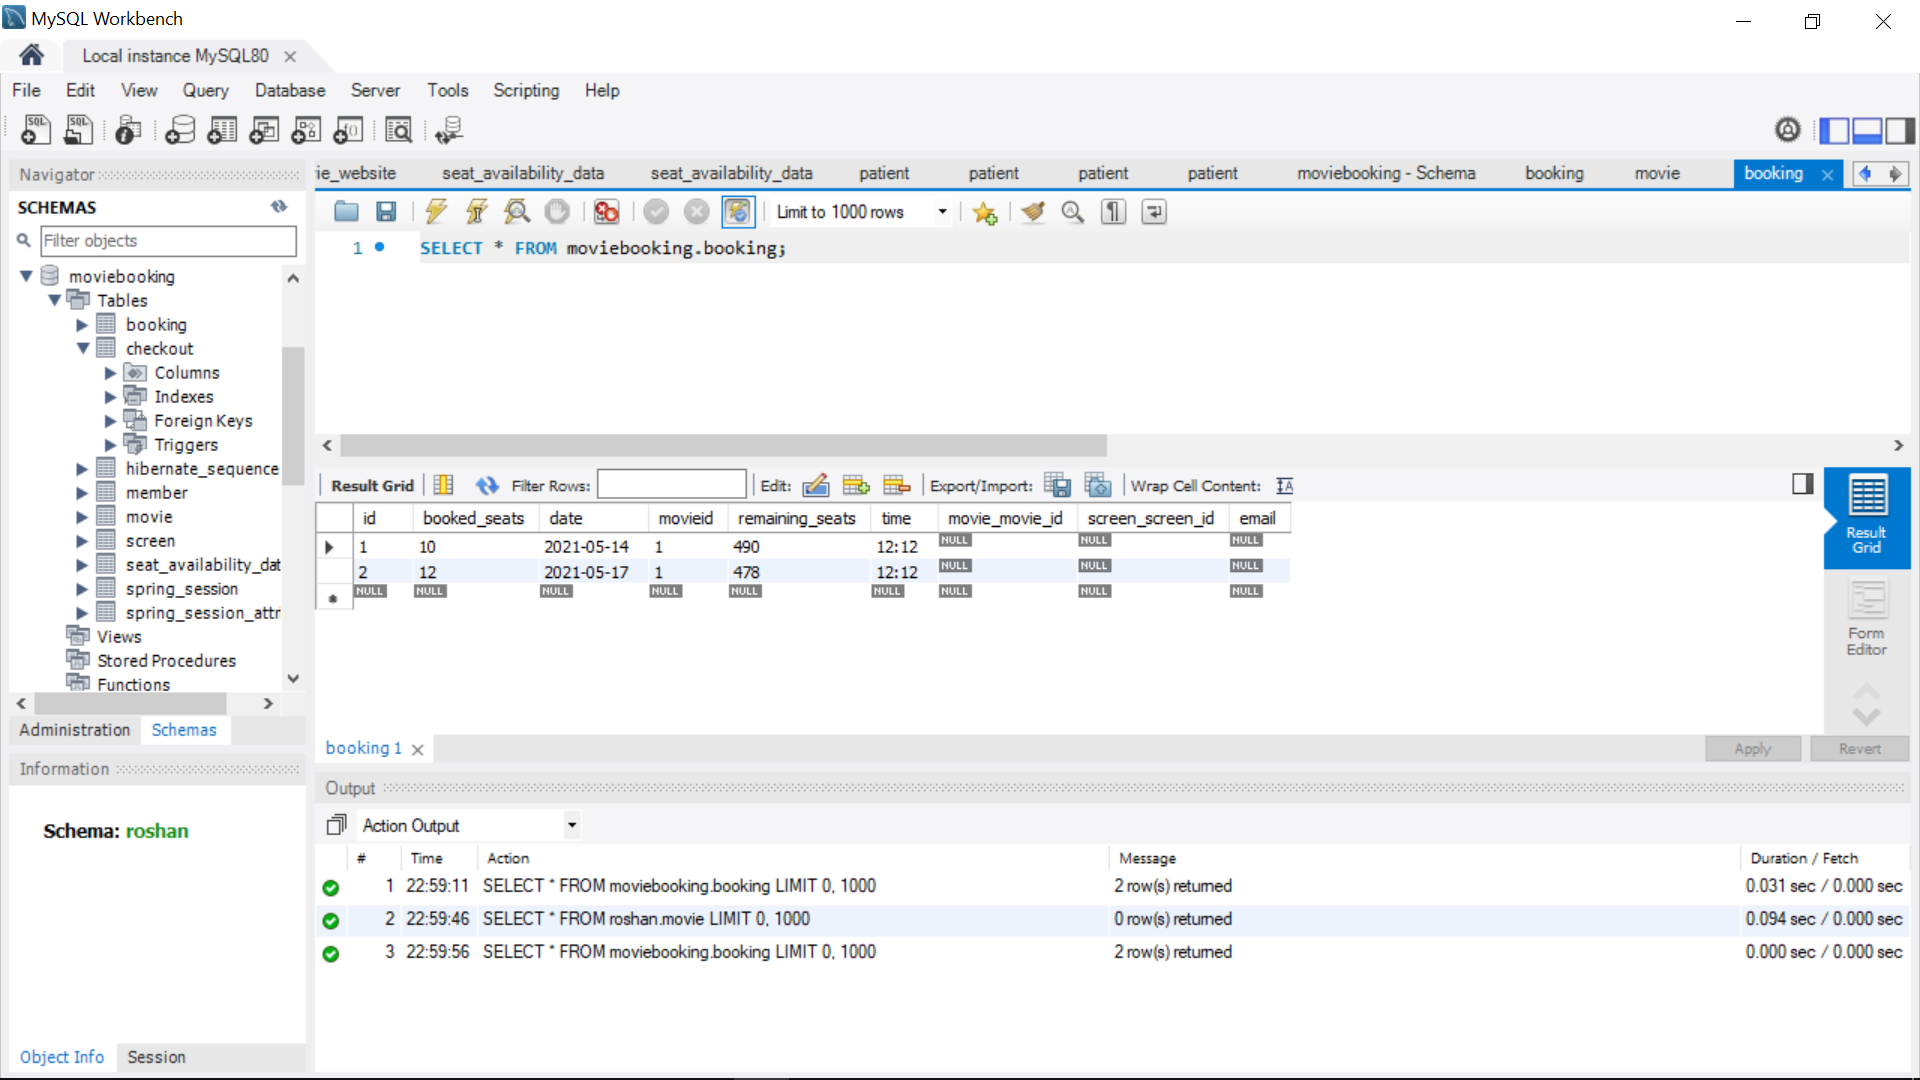 MySQL Workbench
Local instance MySQL80
File Edit View Query Database Server Tools Scripting Help
Navigator
SCHEMAS
Filter objects
moviebooking
Tables
booking
checkout
Columns
Indexes
Foreign Keys
Triggers
hibernate_sequence
member
movie
screen
seat_availability_dat
spring_session
spring_session_attr
Views
Stored Procedures
Functions
Administration Schemas
Information
Schema: roshan
Object Info Session
ie_website seat_availability_data seat_availability_data patient patient patient patient moviebooking - Schema booking movie booking
Limit to 1000 rows
1 SELECT * FROM moviebooking.booking;
Result Grid Filter Rows: Edit: Export/Import: Wrap Cell Content: IA
id booked_seats date movieid remaining_seats time movie_movie_id screen_screen_id email
1 10 2021-05-14 1 490 12:12 NULL NULL NULL
2 12 2021-05-17 1 478 12:12 NULL NULL NULL
NULL NULL NULL NULL NULL NULL NULL NULL NULL
Result
Grid
Form
Editor
booking 1
Apply Revert
Output
Action Output
# Time Action Message Duration / Fetch
1 22:59:11 SELECT * FROM moviebooking.booking LIMIT 0, 1000 2 row(s) returned 0.031 sec / 0.000 sec
2 22:59:46 SELECT * FROM roshan.movie LIMIT 0, 1000 0 row(s) returned 0.094 sec / 0.000 sec
3 22:59:56 SELECT * FROM moviebooking.booking LIMIT 0, 1000 2 row(s) returned 0.000 sec / 0.000 sec